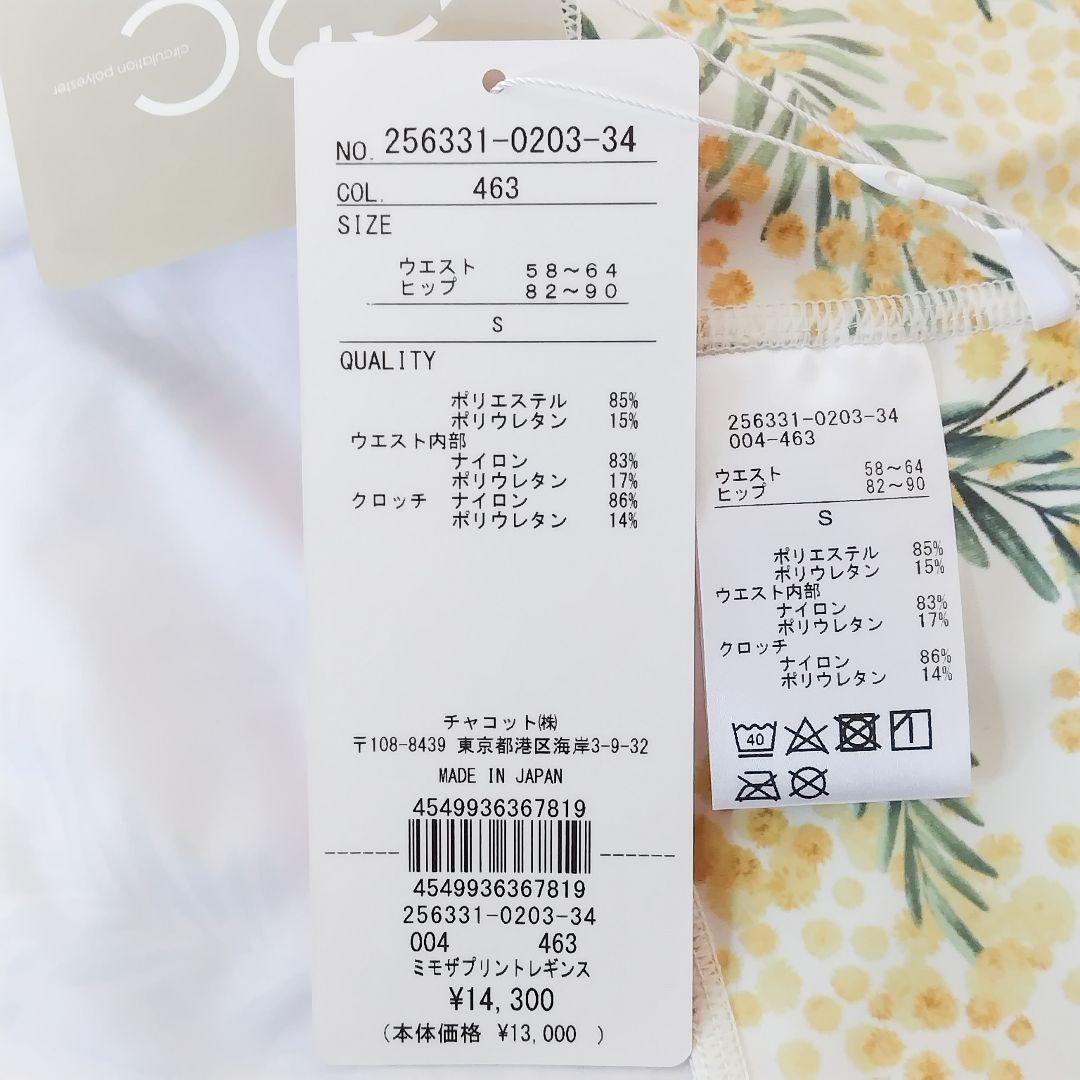 circulation polyester
NO. 256331-0203-34
COL. 463
SIZE
ウエスト 58～64
ヒップ 82～90
S
QUALITY
ポリエステル 85%
ポリウレタン 15%
ウエスト内部
ナイロン 83%
ポリウレタン 17%
クロッチ ナイロン 86%
ポリウレタン 14%
チャコット㈱
〒108-8439 東京都港区海岸3-9-32
MADE IN JAPAN
4549936367819
4549936367819
256331-0203-34
004 463
ミモザプリントレギンス
¥14,300
(本体価格 ¥13,000 )
256331-0203-34
004-463
ウエスト 58～64
ヒップ 82～90
S
ポリエステル 85%
ポリウレタン 15%
ウエスト内部
ナイロン 83%
ポリウレタン 17%
クロッチ
ナイロン 86%
ポリウレタン 14%
40